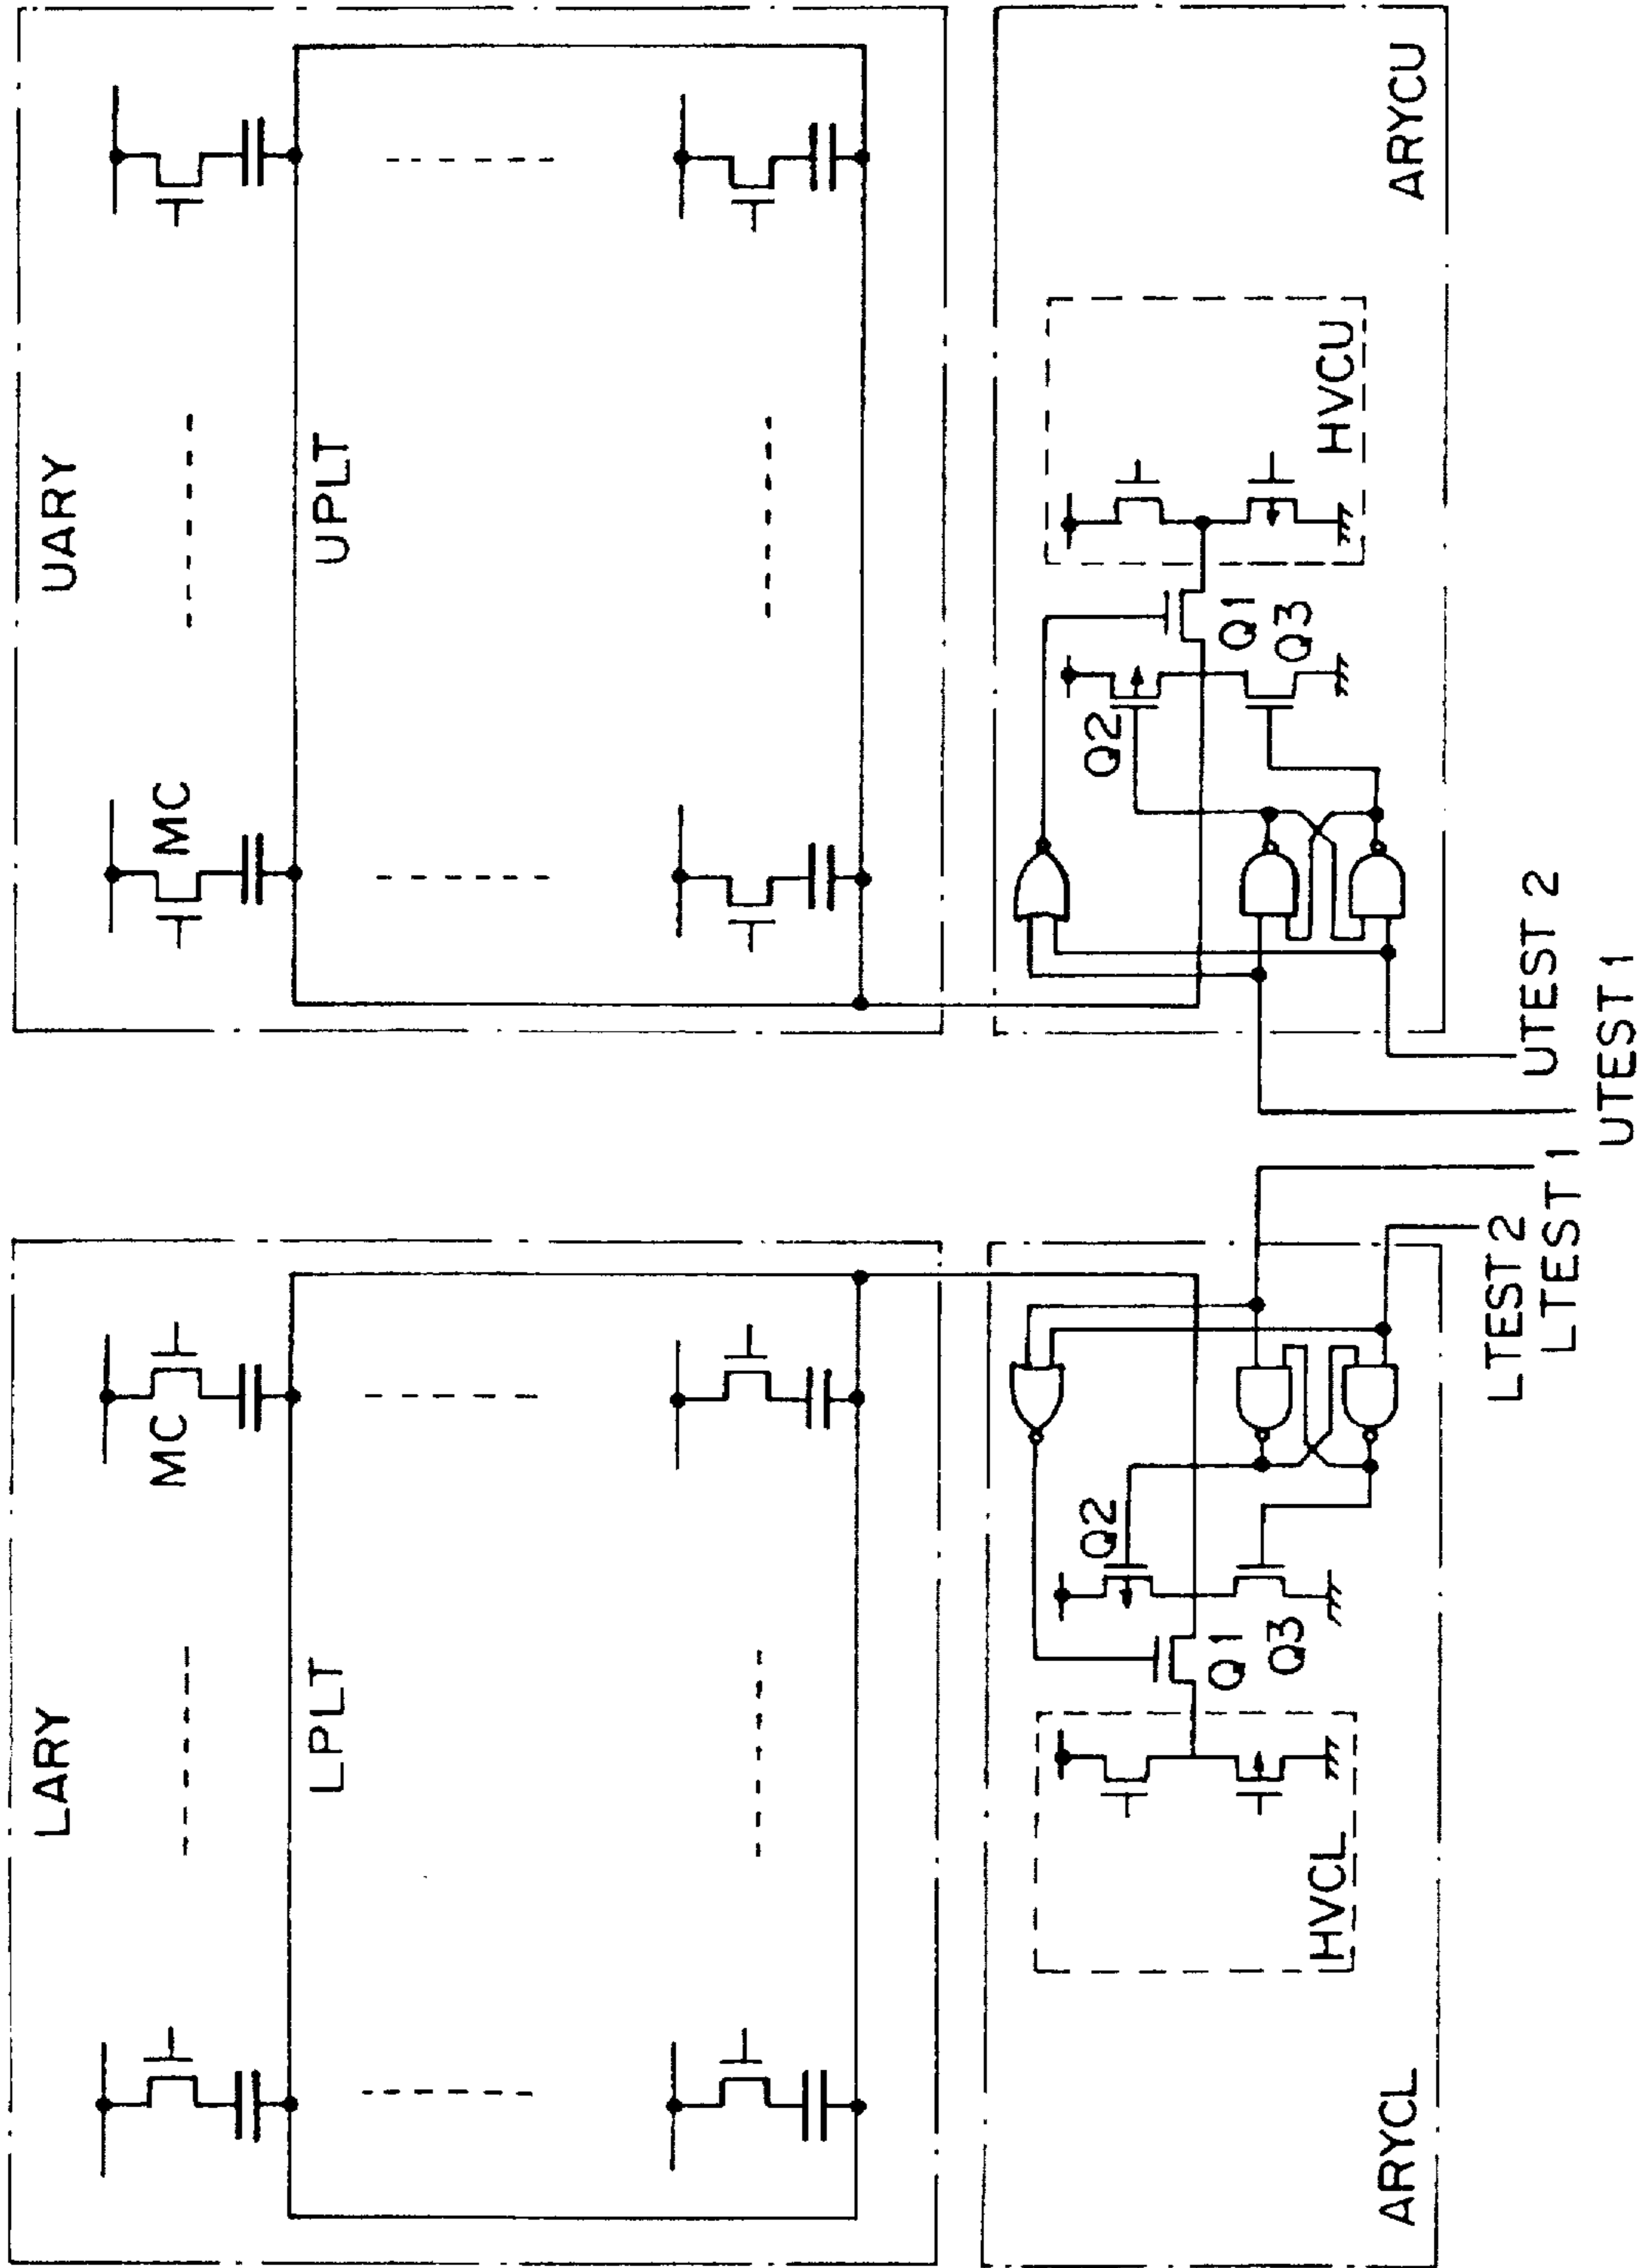 LARY
UARY
MC
MC
LPLT
UPLT
Q2
Q1
Q3
HVCL
ARYCL
Q2
Q1
Q3
HVCU
ARYCU
LTEST 2
LTEST 1
UTEST 2
UTEST 1